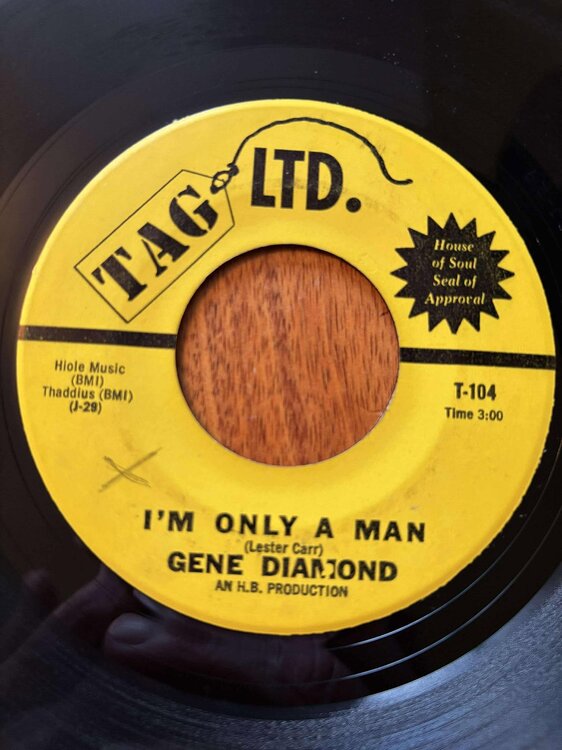 TAG LTD.
House
of Soul
Seal of
Approval
Hiole Music
(BMI)
Thaddius (BMI)
(J-29)
T-104
Time 3:00
I'M ONLY A MAN
(Lester Carr)
GENE DIAMOND
AN H.B. PRODUCTION